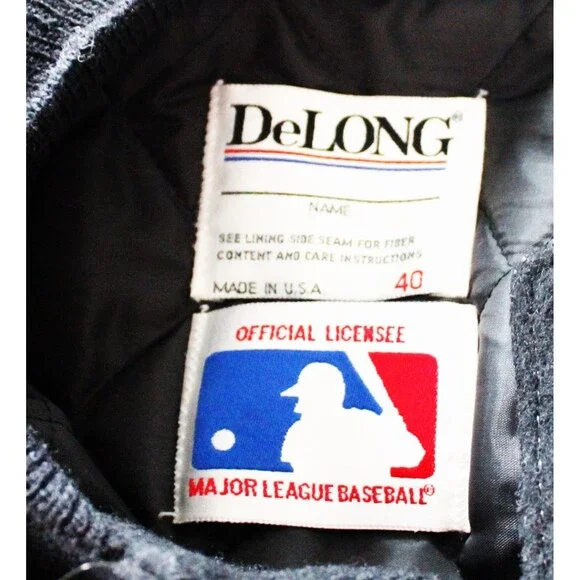 DeLONG®
NAME
SEE LINING SIDE SEAM FOR FIBER
CONTENT AND CARE INSTRUCTIONS
MADE IN U.S.A. 40
OFFICIAL LICENSEE
MAJOR LEAGUE BASEBALL®